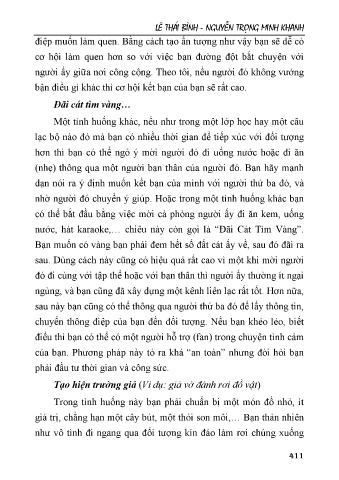 LÊ THÁI BÌNH - NGUYỄN TRỌNG MINH KHANH
điệp muốn làm quen. Bằng cách tạo ấn tượng như vậy bạn sẽ dễ có
cơ hội làm quen hơn so với việc bạn đường đột bắt chuyện với
người ấy giữa nơi công cộng. Theo tôi, nếu người đó không vướng
bận điều gì khác thì cơ hội kết bạn của bạn sẽ rất cao.
Đãi cát tìm vàng…
Một tình huống khác, nếu như trong một lớp học hay một câu
lạc bộ nào đó mà bạn có nhiều thời gian để tiếp xúc với đối tượng
hơn thì bạn có thể ngỏ ý mời người đó đi uống nước hoặc đi ăn
(nhẹ) thông qua một người bạn thân của người đó. Bạn hãy mạnh
dạn nói ra ý định muốn kết bạn của mình với người thứ ba đó, và
nhờ người đó chuyển ý giúp. Hoặc trong một tình huống khác bạn
có thể bắt đầu bằng việc mời cả phòng người ấy đi ăn kem, uống
nước, hát karaoke,… chiêu này còn gọi là “Đãi Cát Tìm Vàng”.
Bạn muốn có vàng bạn phải đem hết số đất cát ấy về, sau đó đãi ra
sau. Dùng cách này cũng có hiệu quả rất cao vì một khi mời người
đó đi cùng với tập thể hoặc với bạn thân thì người ấy thường ít ngại
ngùng, và bạn cũng đã xây dựng một kênh liên lạc rất tốt. Hơn nữa,
sau này bạn cũng có thể thông qua người thứ ba đó để lấy thông tin,
chuyển thông điệp của bạn đến đối tượng. Nếu bạn khéo léo, biết
điều thì bạn có thể có một người hỗ trợ (fan) trong chuyện tình cảm
của bạn. Phương pháp này tỏ ra khá “an toàn” nhưng đòi hỏi bạn
phải đầu tư thời gian và công sức.
Tạo hiện trường giả (Ví dụ: giả vờ đánh rơi đồ vật)
Trong tình huống này bạn phải chuẩn bị một món đồ nhỏ, ít
giá trị, chẳng hạn một cây bút, một thỏi son môi,… Bạn thản nhiên
như vô tình đi ngang qua đối tượng kín đáo làm rơi chúng xuống
411